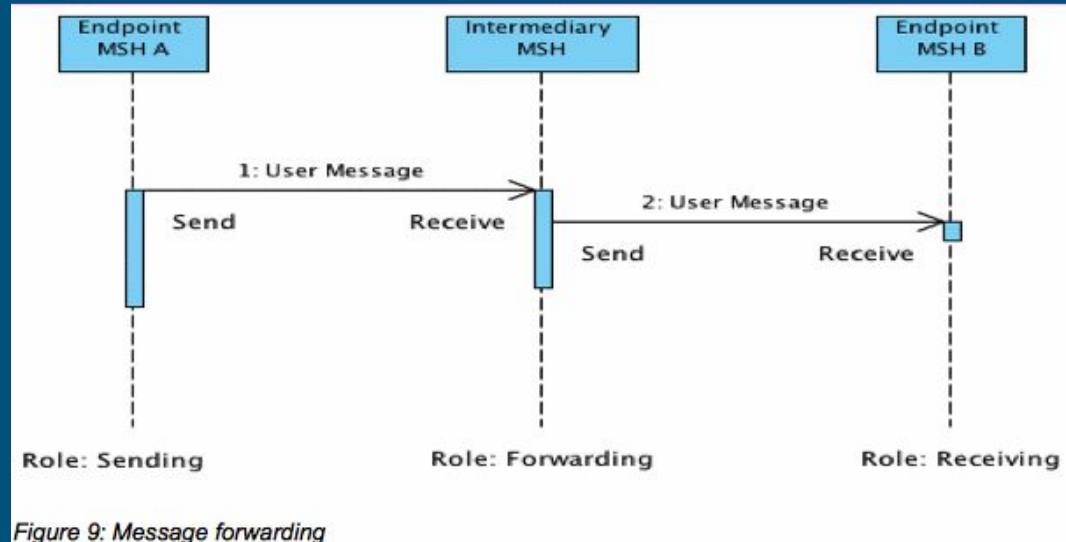 Endpoint
MSH A
Intermediary
MSH
Endpoint
MSH B
1: User Message
Send
Receive
2: User Message
Send
Receive
Role: Sending
Role: Forwarding
Role: Receiving
Figure 9: Message forwarding